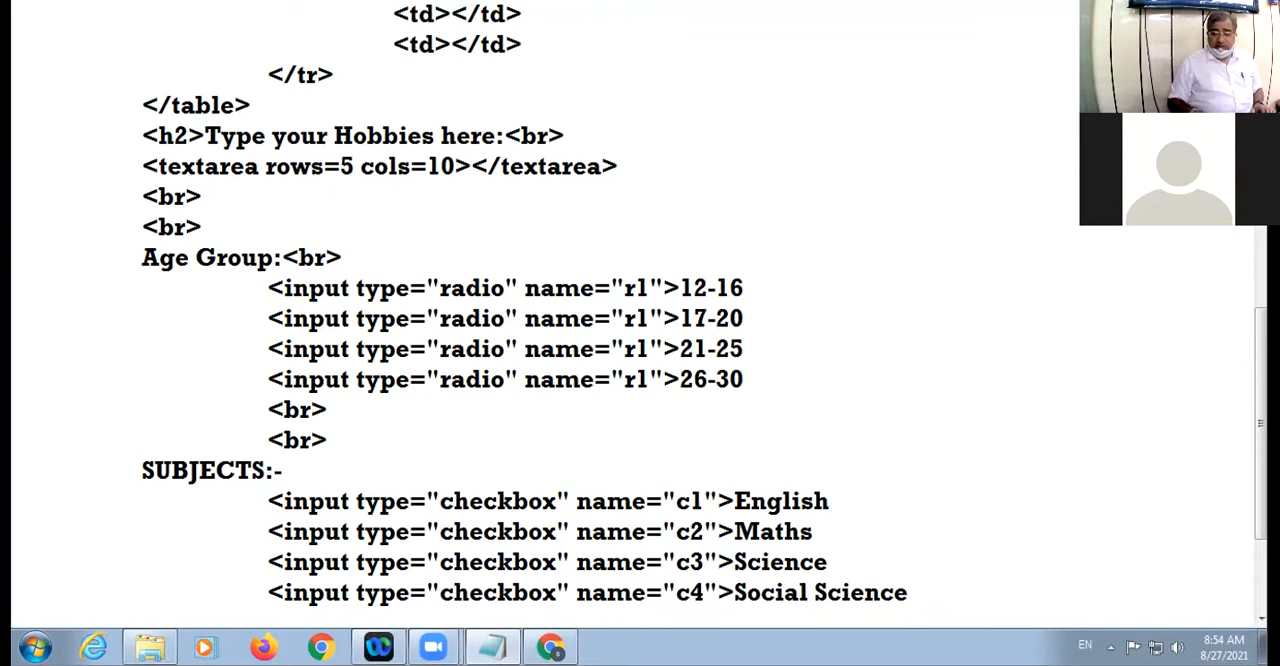 <td></td>
<td></td>
</tr>
</table>
<h2>Type your Hobbies here:<br>
<textarea rows=5 cols=10></textarea>
<br>
<br>
Age Group:<br>
<input type="radio" name="r1">12-16
<input type="radio" name="r1">17-20
<input type="radio" name="r1">21-25
<input type="radio" name="r1">26-30
<br>
<br>
SUBJECTS:-
<input type="checkbox" name="c1">English
<input type="checkbox" name="c2">Maths
<input type="checkbox" name="c3">Science
<input type="checkbox" name="c4">Social Science
EN
8:54 AM
8/27/2021